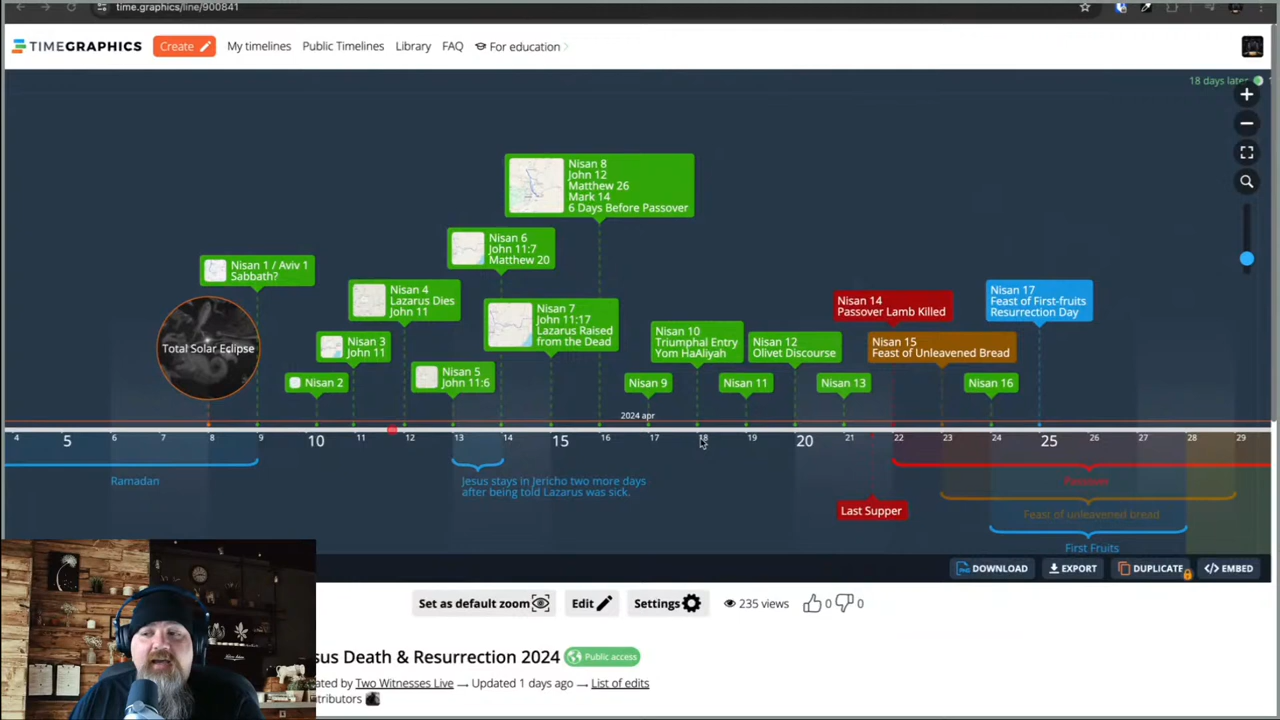 time.graphics/line/900841
TIMEGRAPHICS
Create
My timelines
Public Timelines
Library
FAQ
For education
18 days later
Nisan 8
John 12
Matthew 26
Mark 14
6 Days Before Passover
Nisan 6
John 11:7
Matthew 20
Nisan 1 / Aviv 1
Sabbath?
Nisan 4
Lazarus Dies
John 11
Nisan 7
John 11:17
Lazarus Raised
from the Dead
Nisan 14
Passover Lamb Killed
Nisan 17
Feast of First-fruits
Resurrection Day
Total Solar Eclipse
Nisan 3
John 11
Nisan 10
Triumphal Entry
Yom HaAliyah
Nisan 12
Olivet Discourse
Nisan 15
Feast of Unleavened Bread
Nisan 2
Nisan 5
John 11:6
Nisan 9
Nisan 11
Nisan 13
Nisan 16
2024 apr
4 5 6 7 8 9 10 11 12 13 14 15 16 17 18 19 20 21 22 23 24 25 26 27 28 29
Ramadan
Jesus stays in Jericho two more days
after being told Lazarus was sick.
Passover
Last Supper
Feast of unleavened bread
First Fruits
DOWNLOAD
EXPORT
DUPLICATE
</> EMBED
Set as default zoom
Edit
Settings
235 views
0
0
sus Death & Resurrection 2024
Public access
ated by Two Witnesses Live → Updated 1 days ago → List of edits
tributors